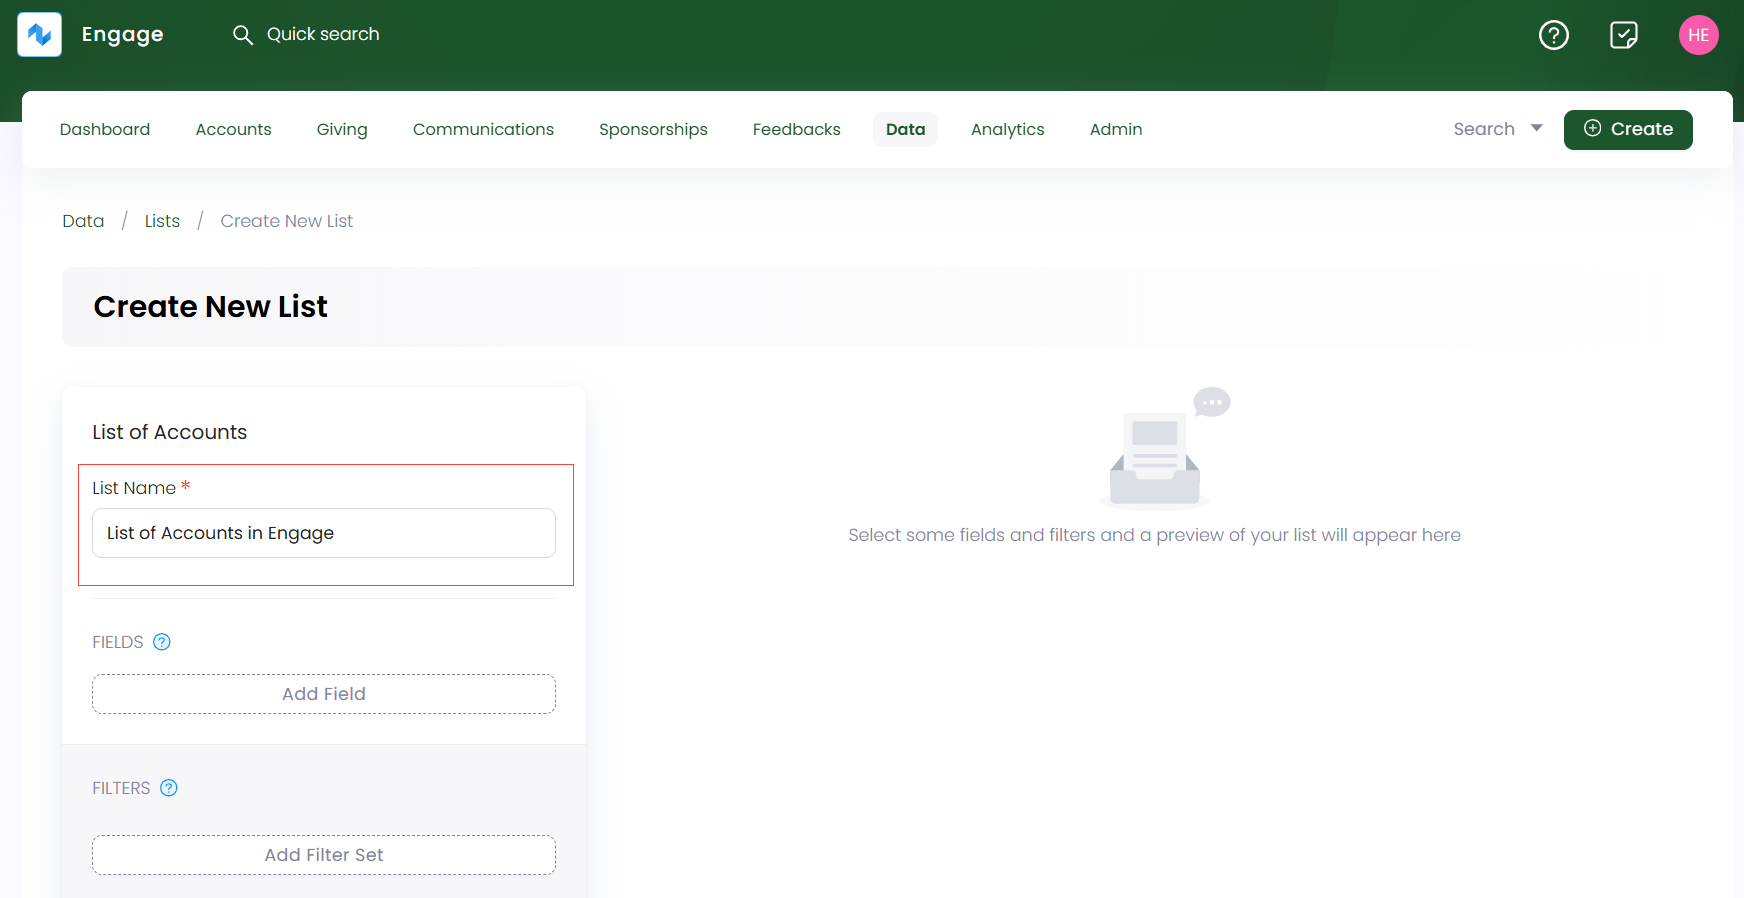 Engage
Quick search
HE
Dashboard Accounts Giving Communications Sponsorships Feedbacks Data Analytics Admin Search Create
Data / Lists / Create New List
Create New List
List of Accounts
List Name *
List of Accounts in Engage
Select some fields and filters and a preview of your list will appear here
FIELDS ?
Add Field
FILTERS ?
Add Filter Set